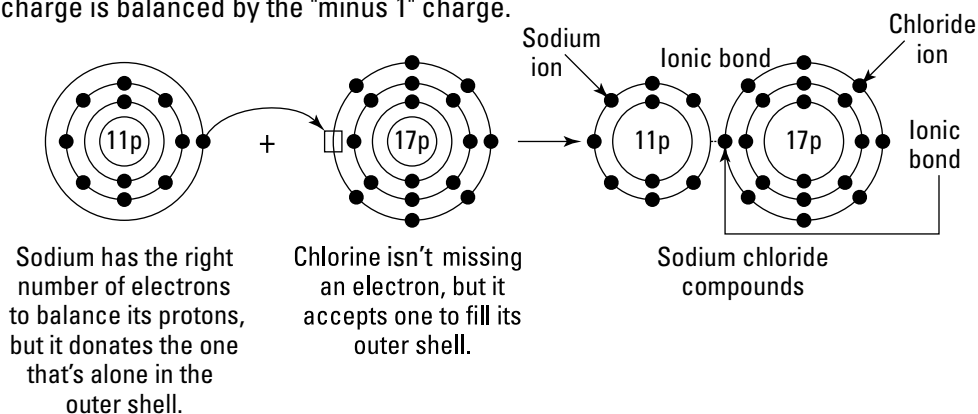 charge is balanced by the "minus 1" charge.
Sodium
ion
Ionic bond
Chloride
ion
11p
+
17p
11p
17p
Ionic
bond
Sodium has the right
number of electrons
to balance its protons,
but it donates the one
that's alone in the
outer shell.
Chlorine isn't missing
an electron, but it
accepts one to fill its
outer shell.
Sodium chloride
compounds